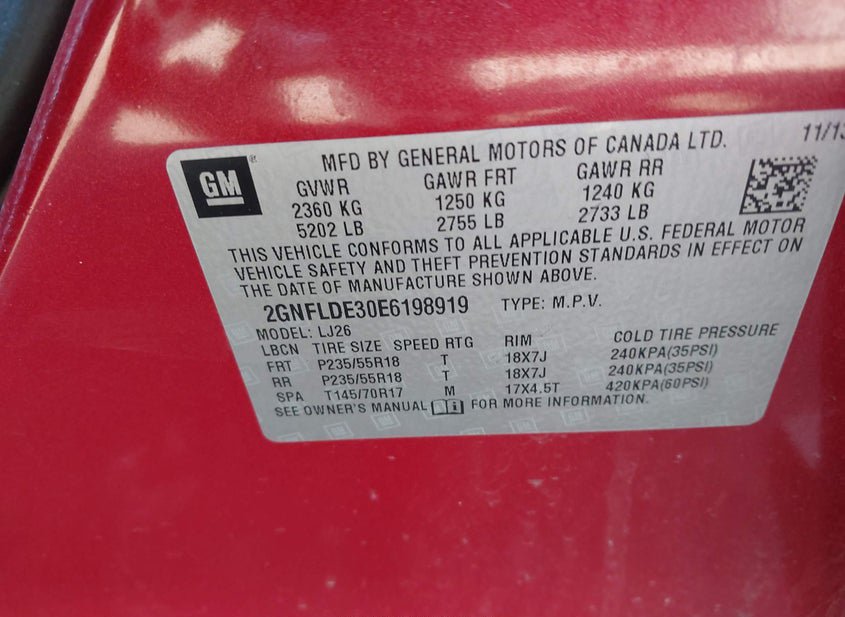 GM
MFD BY GENERAL MOTORS OF CANADA LTD. 11/13
GVWR GAWR FRT GAWR RR
2360 KG 1250 KG 1240 KG
5202 LB 2755 LB 2733 LB
THIS VEHICLE CONFORMS TO ALL APPLICABLE U.S. FEDERAL MOTOR
VEHICLE SAFETY AND THEFT PREVENTION STANDARDS IN EFFECT ON
THE DATE OF MANUFACTURE SHOWN ABOVE.
2GNFLDE30E6198919 TYPE: M.P.V.
MODEL: LJ26
LBCN TIRE SIZE SPEED RTG RIM COLD TIRE PRESSURE
FRT P235/55R18 T 18X7J 240KPA(35PSI)
RR P235/55R18 T 18X7J 240KPA(35PSI)
SPA T145/70R17 M 17X4.5T 420KPA(60PSI)
SEE OWNER'S MANUAL FOR MORE INFORMATION.